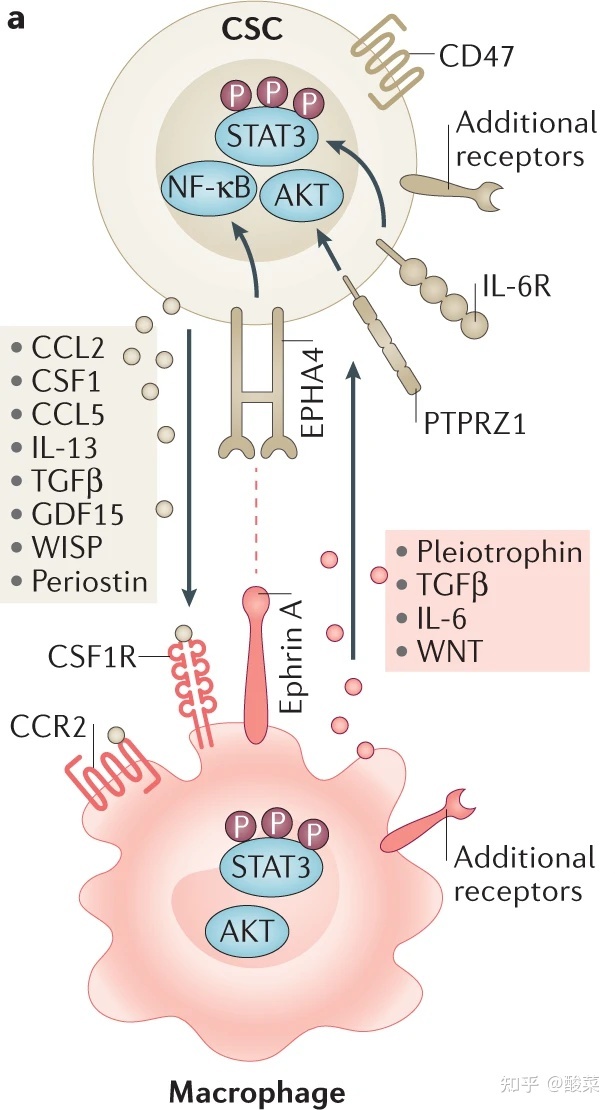 a
CSC
CD47
P P P
STAT3
NF-κB
AKT
Additional
receptors
IL-6R
PTPRZ1
EPHA4
• CCL2
• CSF1
• CCL5
• IL-13
• TGFβ
• GDF15
• WISP
• Periostin
• Pleiotrophin
• TGFβ
• IL-6
• WNT
CSF1R
Ephrin A
CCR2
P P P
STAT3
AKT
Additional
receptors
Macrophage
知乎 @酸菜